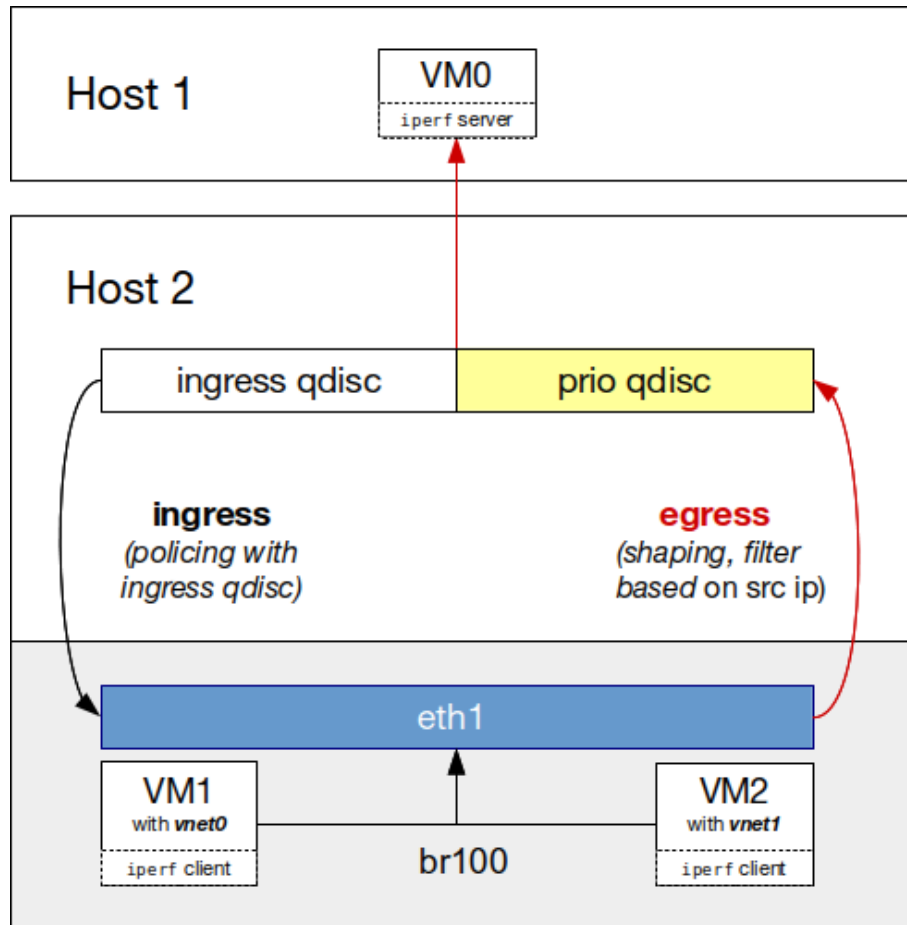 Host 1
VM0
iperf server
Host 2
ingress qdisc
prio qdisc
ingress
(policing with
ingress qdisc)
egress
(shaping, filter
based on src ip)
eth1
VM1
with vnet0
iperf client
br100
VM2
with vnet1
iperf client